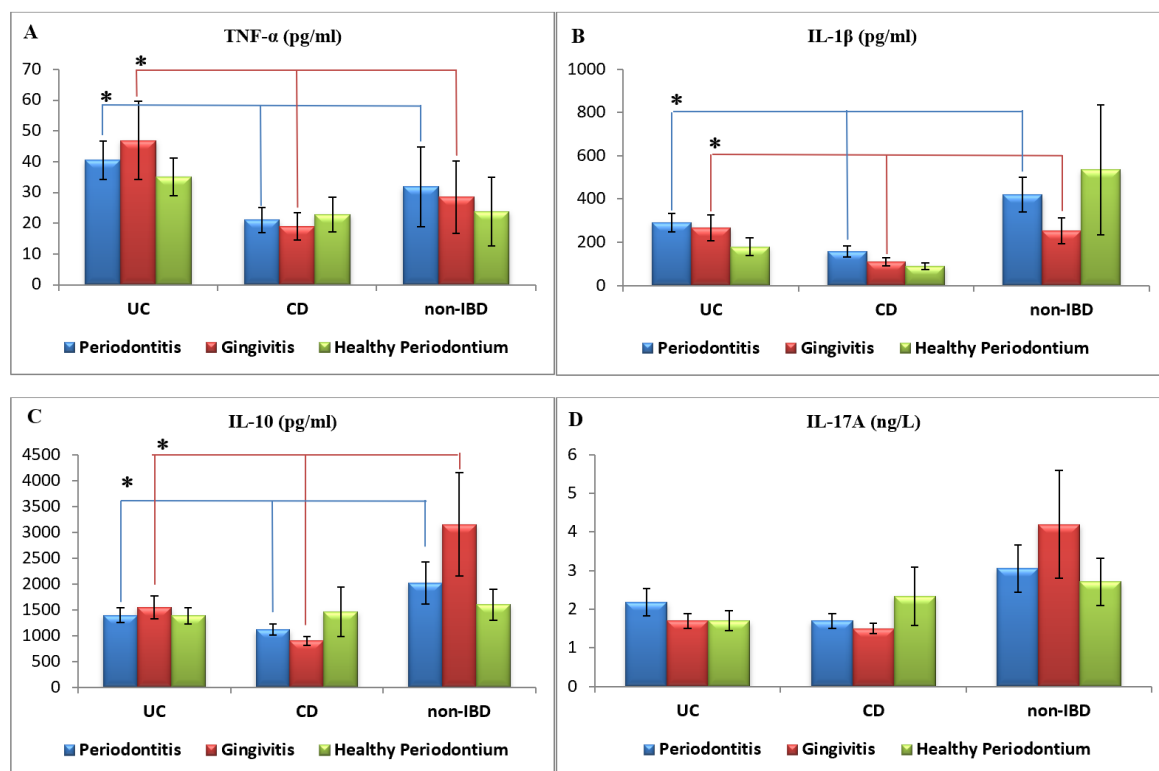 A
TNF-α (pg/ml)
70
60
50
40
30
20
10
0
*
*
UC CD non-IBD
Periodontitis Gingivitis Healthy Periodontium
B
IL-1β (pg/ml)
1000
800
600
400
200
0
*
*
UC CD non-IBD
Periodontitis Gingivitis Healthy Periodontium
C
IL-10 (pg/ml)
4500
4000
3500
3000
2500
2000
1500
1000
500
0
*
*
UC CD non-IBD
Periodontitis Gingivitis Healthy Periodontium
D
IL-17A (ng/L)
6
5
4
3
2
1
0
UC CD non-IBD
Periodontitis Gingivitis Healthy Periodontium